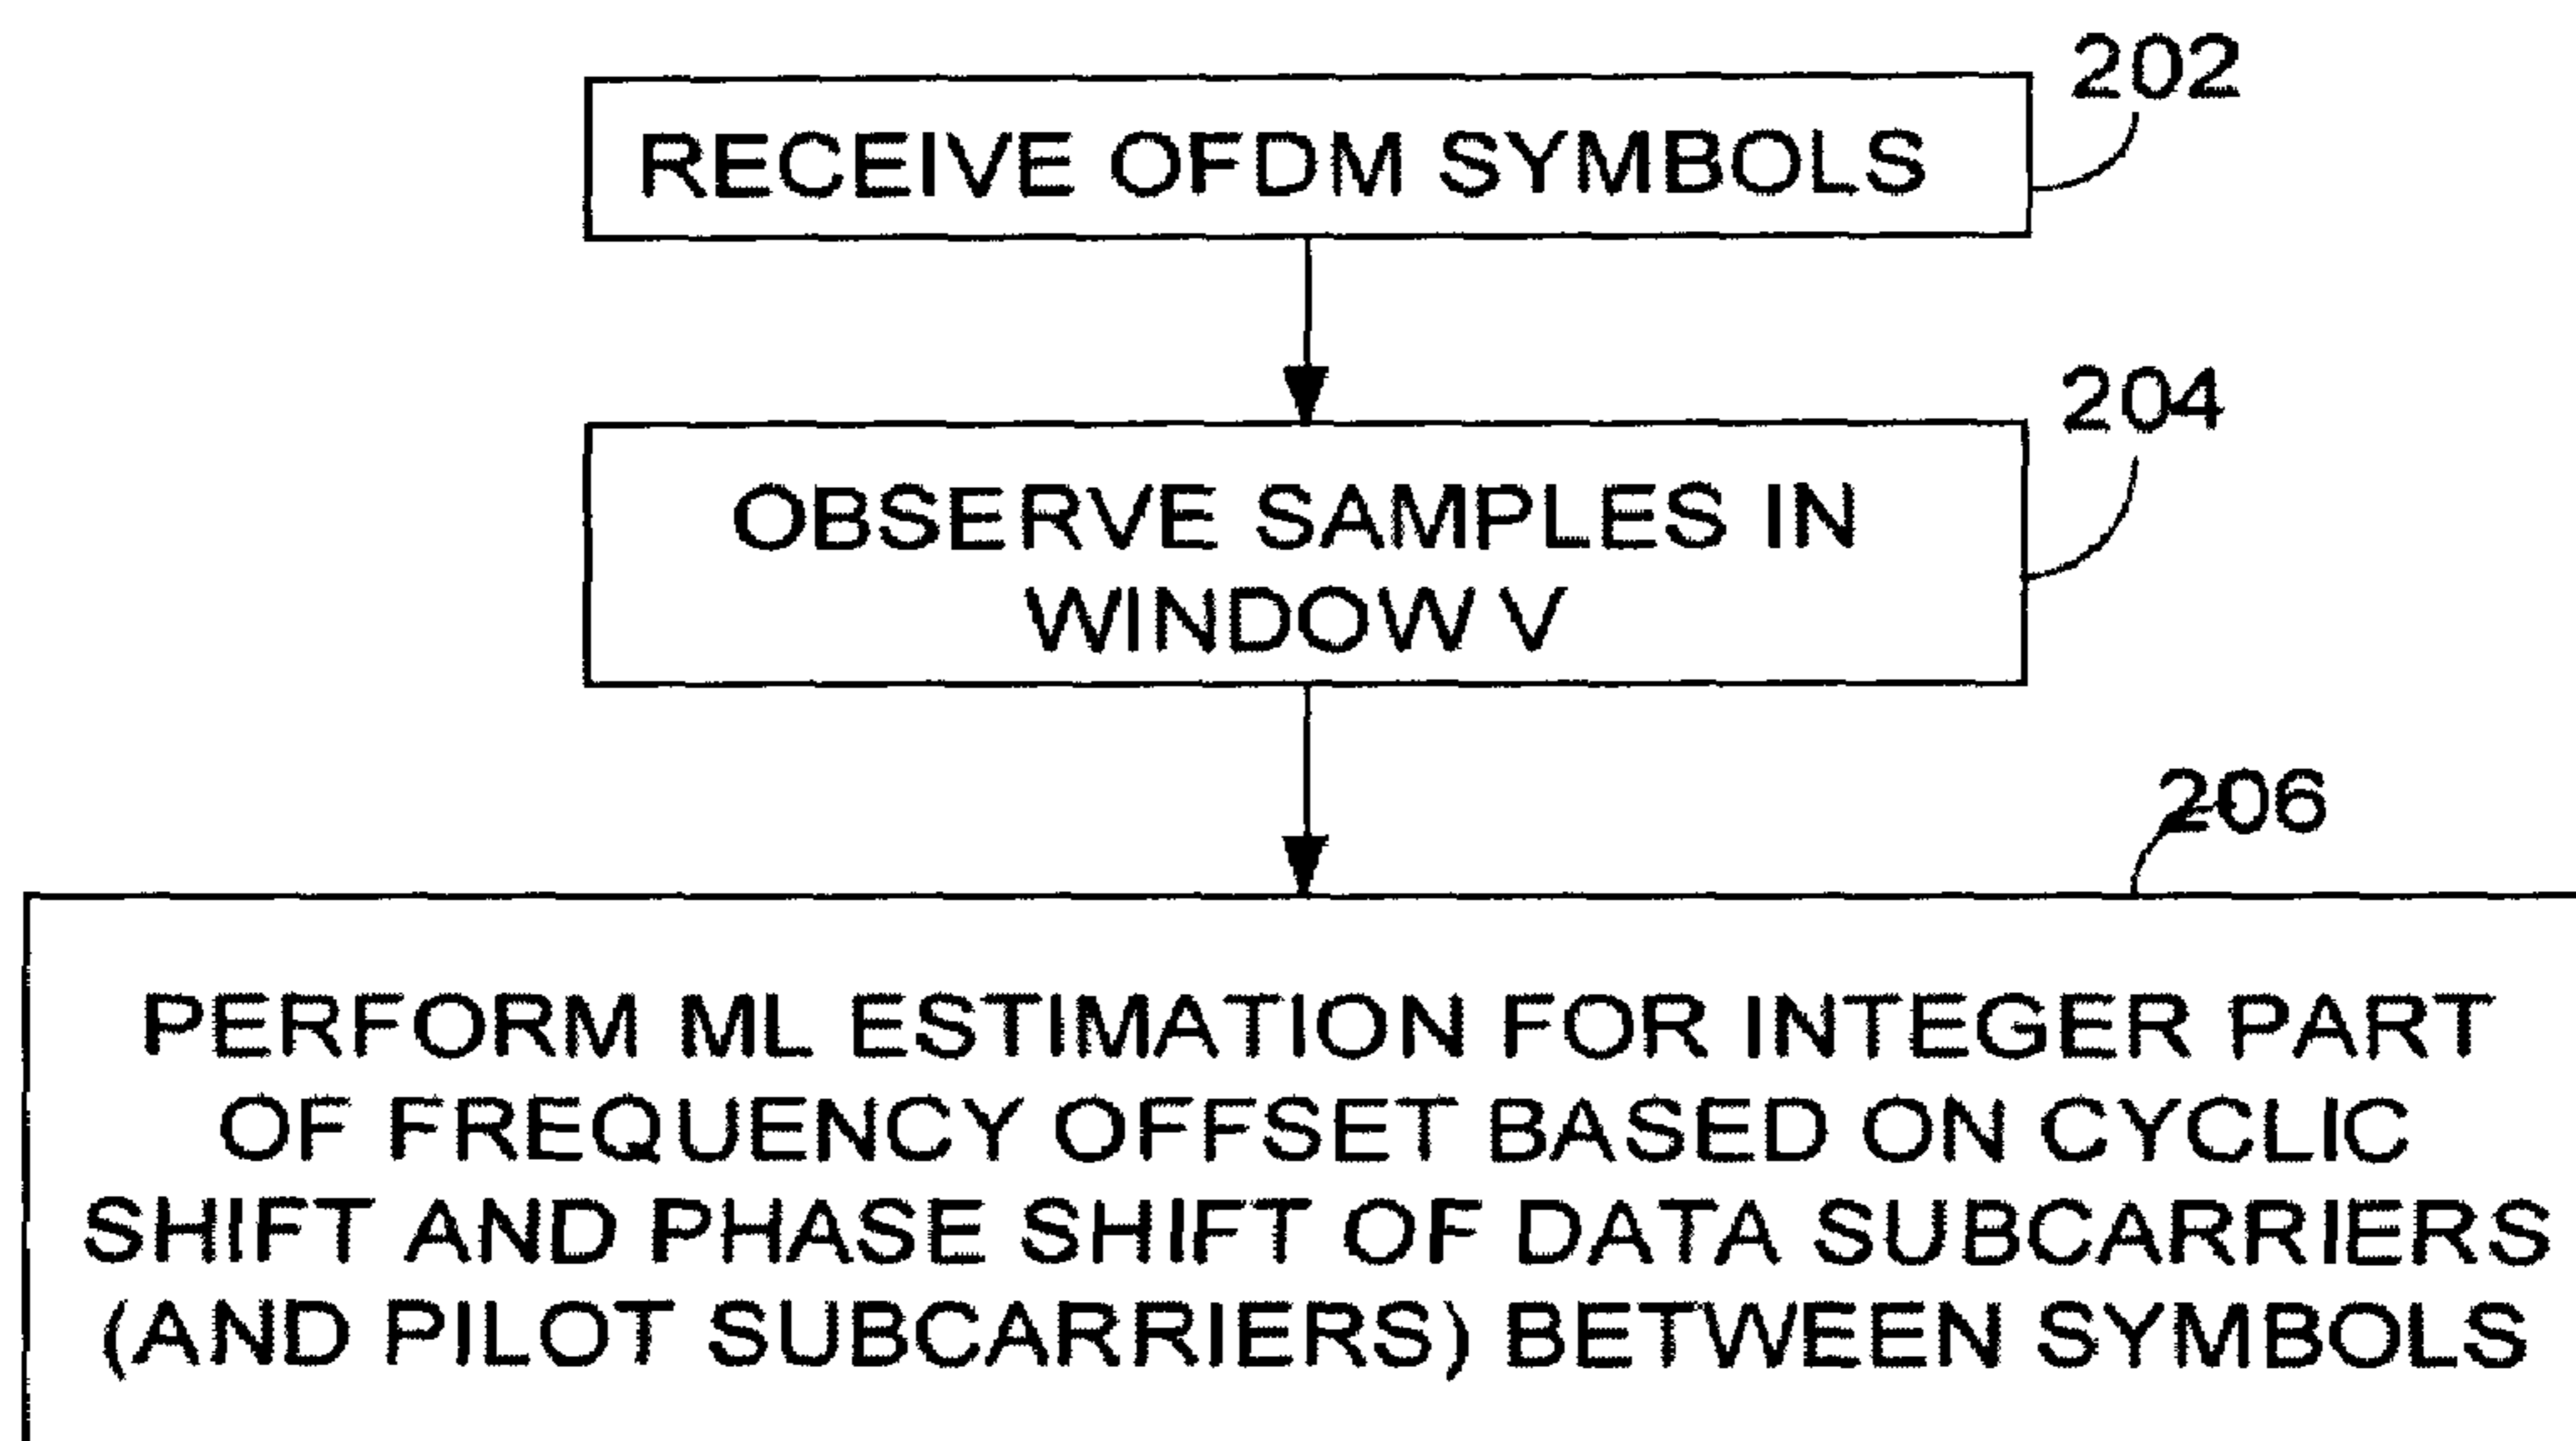 202
RECEIVE OFDM SYMBOLS
204
OBSERVE SAMPLES IN
WINDOW V
206
PERFORM ML ESTIMATION FOR INTEGER PART
OF FREQUENCY OFFSET BASED ON CYCLIC
SHIFT AND PHASE SHIFT OF DATA SUBCARRIERS
(AND PILOT SUBCARRIERS) BETWEEN SYMBOLS